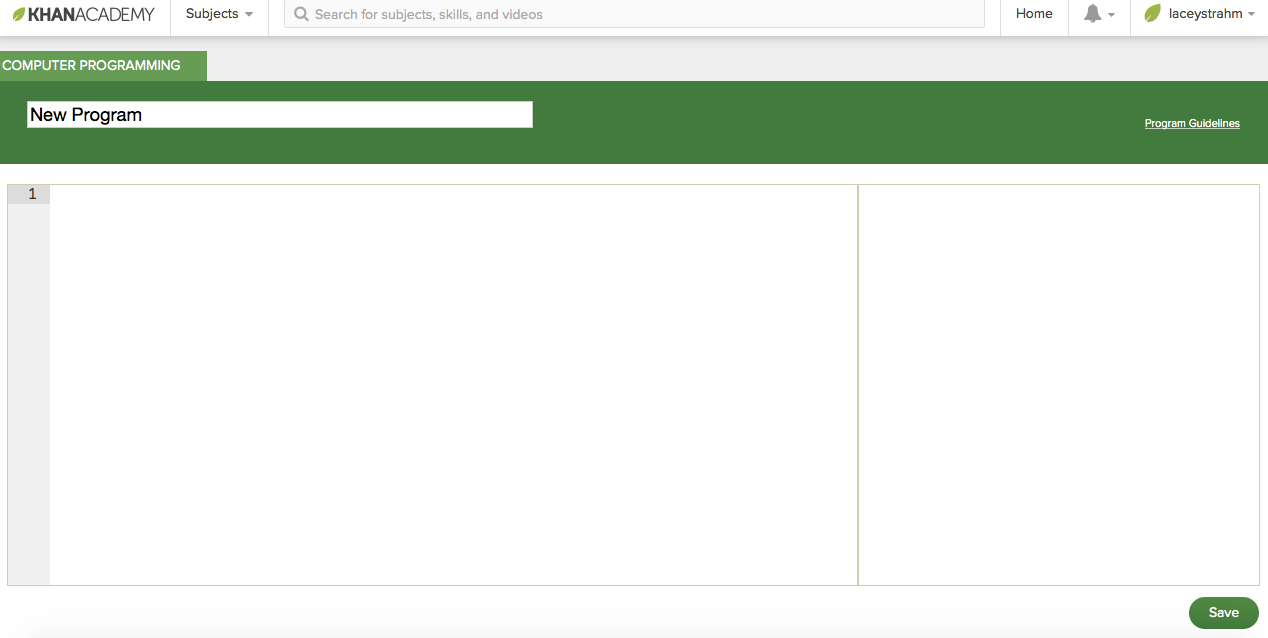 KHANACADEMY
Subjects
Search for subjects, skills, and videos
Home
laceystrahm
COMPUTER PROGRAMMING
New Program
Program Guidelines
1
Save